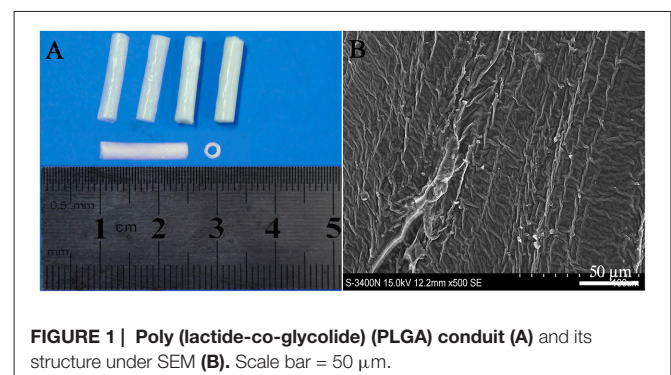 A
B
0.5 mm
1 cm 2 3 4 5
mm
50 μm
S-3400N 15.0kV 12.2mm x500 SE
100um
FIGURE 1 | Poly (lactide-co-glycolide) (PLGA) conduit (A) and its
structure under SEM (B). Scale bar = 50 μm.